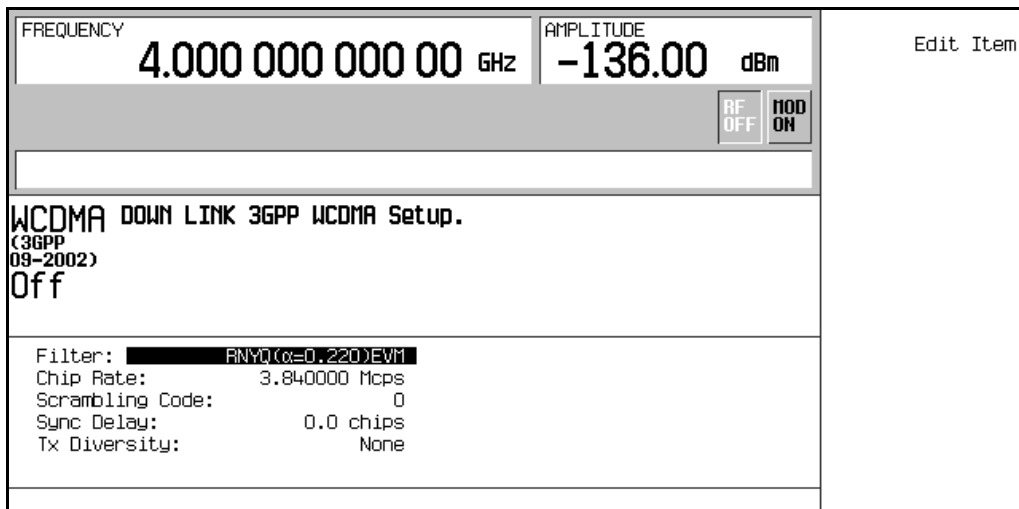 FREQUENCY
4.000 000 000 00 GHz
AMPLITUDE
-136.00 dBm
Edit Item
RF OFF
MOD ON
WCDMA DOWN LINK 3GPP WCDMA Setup.
(3GPP
09-2002)
Off
Filter: RNYQ(α=0.220)EVM
Chip Rate: 3.840000 Mcps
Scrambling Code: 0
Sync Delay: 0.0 chips
Tx Diversity: None